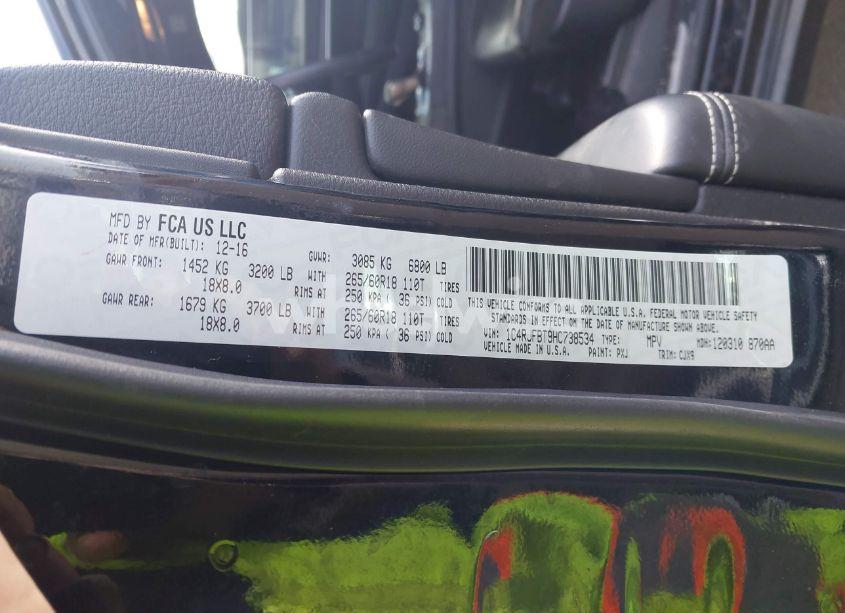 MFD BY FCA US LLC
DATE OF MFR(BUILT): 12-16 GVWR: 3085 KG 6800 LB
GAWR FRONT: 1452 KG 3200 LB WITH 265/60R18 110T TIRES
18X8.0 RIMS AT 250 KPA ( 36 PSI) COLD
GAWR REAR: 1679 KG 3700 LB WITH 265/60R18 110T TIRES
18X8.0 RIMS AT 250 KPA ( 36 PSI) COLD
THIS VEHICLE CONFORMS TO ALL APPLICABLE U.S.A. FEDERAL MOTOR VEHICLE SAFETY
STANDARDS IN EFFECT ON THE DATE OF MANUFACTURE SHOWN ABOVE.
VIN: 1C4RJFBT9HC738534 TYPE: MPV MDH: 120310 870AA
VEHICLE MADE IN U.S.A. PAINT: PXJ TRIM: CJX9